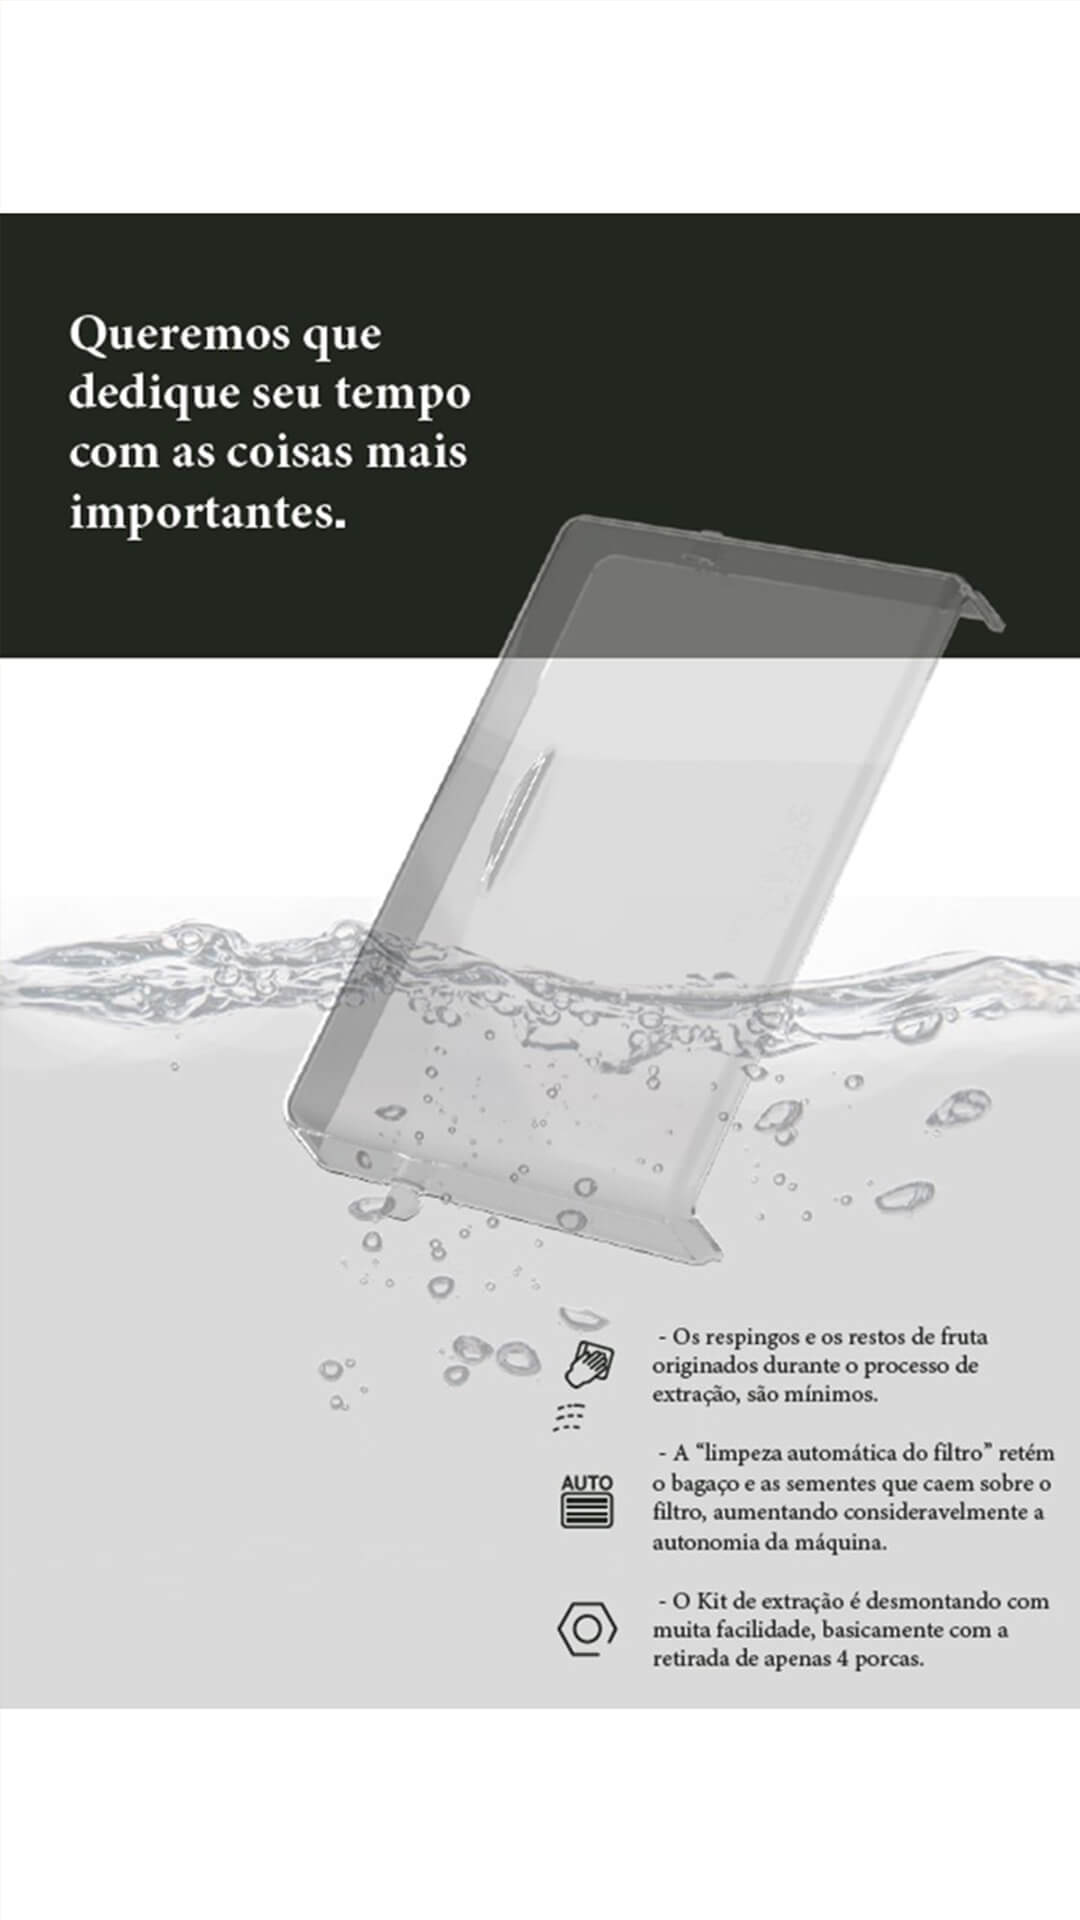 Queremos que
dedique seu tempo
com as coisas mais
importantes.
- Os respingos e os restos de fruta
originados durante o processo de
extração, são mínimos.
- A “limpeza automática do filtro” retém
o bagaço e as sementes que caem sobre o
filtro, aumentando consideravelmente a
autonomia da máquina.
AUTO
- O Kit de extração é desmontando com
muita facilidade, basicamente com a
retirada de apenas 4 porcas.